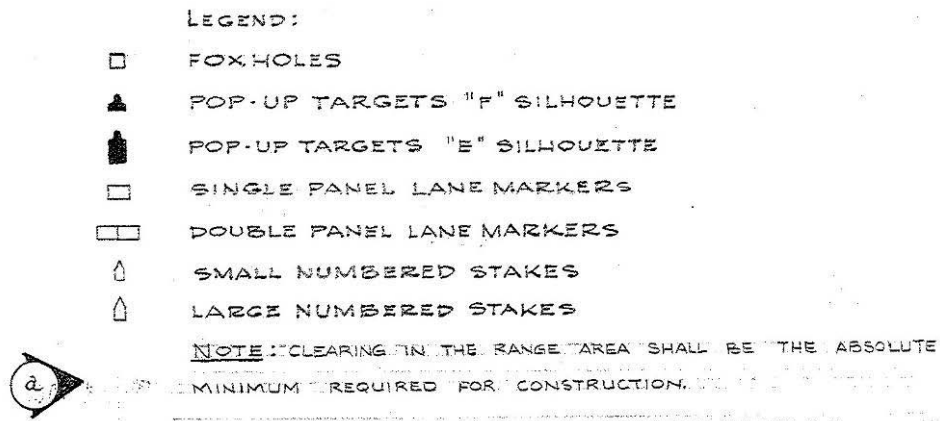 LEGEND:
FOXHOLES
POP-UP TARGETS "F" SILHOUETTE
POP-UP TARGETS "E" SILHOUETTE
SINGLE PANEL LANE MARKERS
DOUBLE PANEL LANE MARKERS
SMALL NUMBERED STAKES
LARGE NUMBERED STAKES
NOTE: CLEARING IN THE RANGE AREA SHALL BE THE ABSOLUTE
MINIMUM REQUIRED FOR CONSTRUCTION.
a